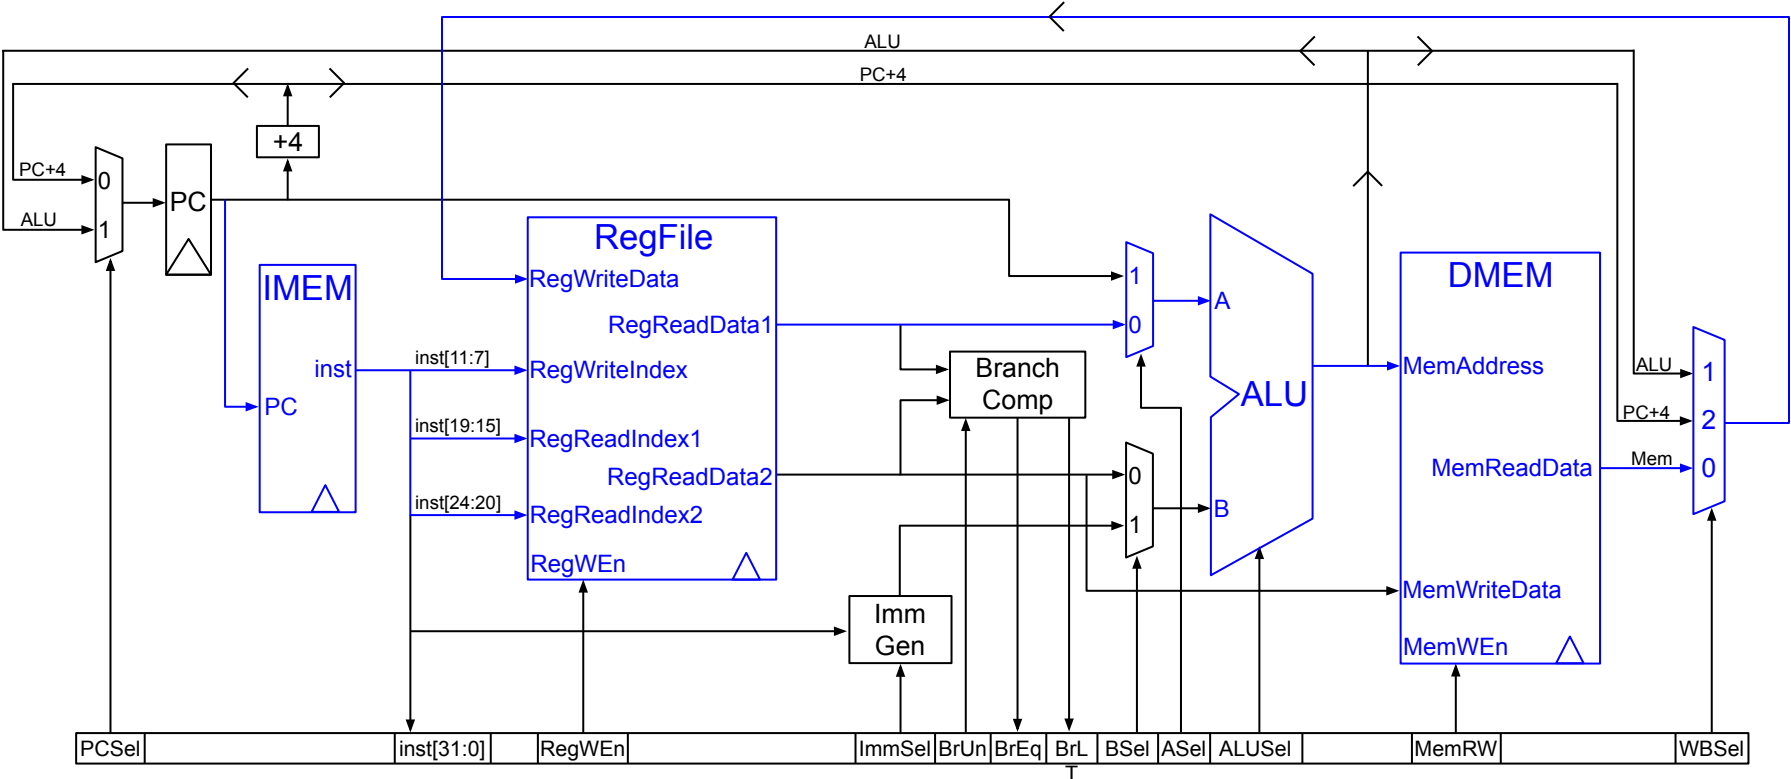 ALU
PC+4
+4
PC+4
0
PC
ALU
1
IMEM
inst
PC
inst[11:7]
inst[19:15]
inst[24:20]
RegFile
RegWriteData
RegReadData1
RegWriteIndex
RegReadIndex1
RegReadData2
RegReadIndex2
RegWEn
Branch
Comp
Imm
Gen
1
0
0
1
A
ALU
B
DMEM
MemAddress
MemReadData
MemWriteData
MemWEn
ALU
PC+4
Mem
1
2
0
PCSel
inst[31:0]
RegWEn
ImmSel
BrUn
BrEq
BrL
T
BSel
ASel
ALUSel
MemRW
WBSel